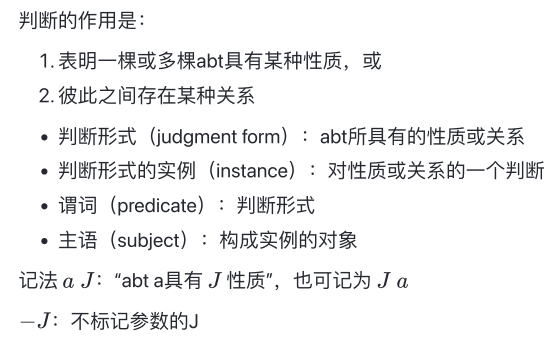 判断的作用是：
1. 表明一棵或多棵abt具有某种性质，或
2. 彼此之间存在某种关系
• 判断形式（judgment form）：abt所具有的性质或关系
• 判断形式的实例（instance）：对性质或关系的一个判断
• 谓词（predicate）：判断形式
• 主语（subject）：构成实例的对象
记法 a J：“abt a具有 J 性质”，也可记为 J a
−J：不标记参数的J